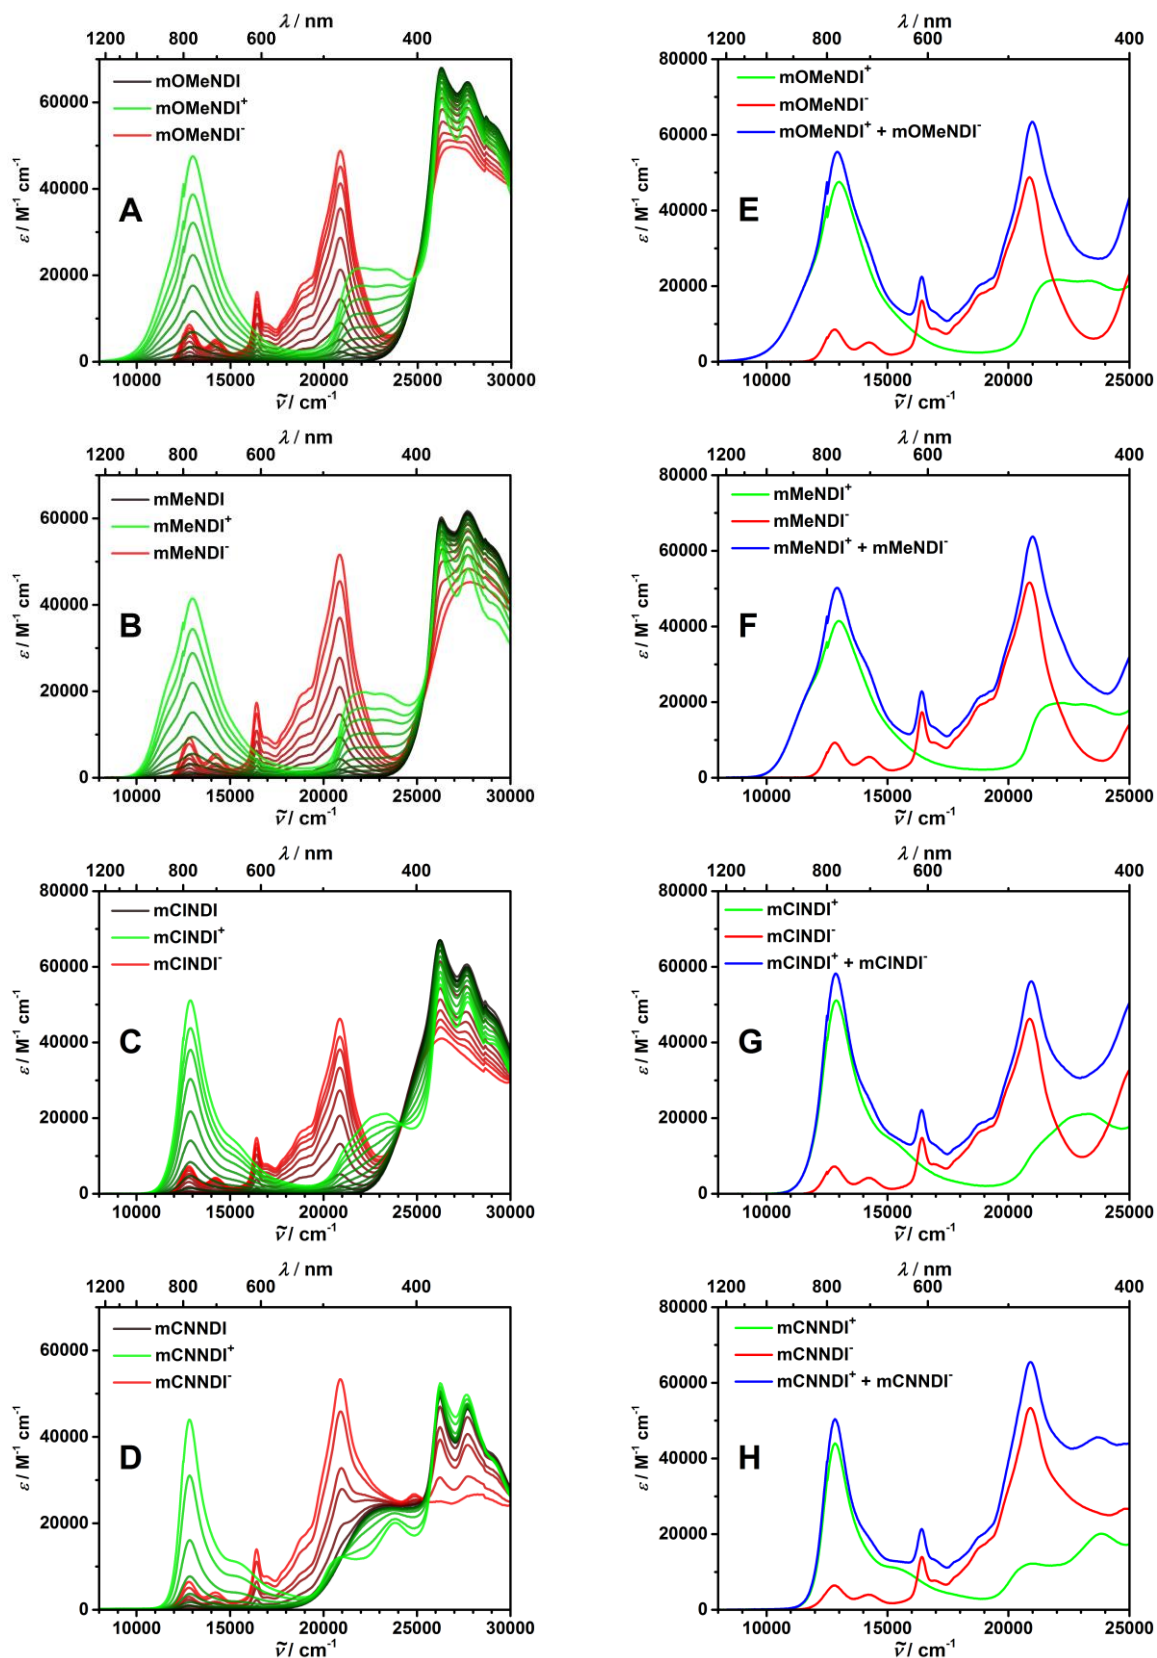 λ / nm
1200 1000 800 600 400
mOMeNDI
mOMeNDI⁺
mOMeNDI⁻
A
ε / M⁻¹ cm⁻¹
60000
40000
20000
0
10000 15000 20000 25000 30000
ν̃ / cm⁻¹
λ / nm
1200 1000 800 600 400
mOMeNDI⁺
mOMeNDI⁻
mOMeNDI⁺ + mOMeNDI⁻
E
ε / M⁻¹ cm⁻¹
80000
60000
40000
20000
0
10000 15000 20000 25000
ν̃ / cm⁻¹
λ / nm
1200 1000 800 600 400
mMeNDI
mMeNDI⁺
mMeNDI⁻
B
ε / M⁻¹ cm⁻¹
60000
40000
20000
0
10000 15000 20000 25000 30000
ν̃ / cm⁻¹
λ / nm
1200 1000 800 600 400
mMeNDI⁺
mMeNDI⁻
mMeNDI⁺ + mMeNDI⁻
F
ε / M⁻¹ cm⁻¹
80000
60000
40000
20000
0
10000 15000 20000 25000
ν̃ / cm⁻¹
λ / nm
1200 1000 800 600 400
mClNDI
mClNDI⁺
mClNDI⁻
C
ε / M⁻¹ cm⁻¹
80000
60000
40000
20000
0
10000 15000 20000 25000 30000
ν̃ / cm⁻¹
λ / nm
1200 1000 800 600 400
mClNDI⁺
mClNDI⁻
mClNDI⁺ + mClNDI⁻
G
ε / M⁻¹ cm⁻¹
80000
60000
40000
20000
0
10000 15000 20000 25000
ν̃ / cm⁻¹
λ / nm
1200 1000 800 600 400
mCNNDI
mCNNDI⁺
mCNNDI⁻
D
ε / M⁻¹ cm⁻¹
60000
40000
20000
0
10000 15000 20000 25000 30000
ν̃ / cm⁻¹
λ / nm
1200 1000 800 600 400
mCNNDI⁺
mCNNDI⁻
mCNNDI⁺ + mCNNDI⁻
H
ε / M⁻¹ cm⁻¹
80000
60000
40000
20000
0
10000 15000 20000 25000
ν̃ / cm⁻¹